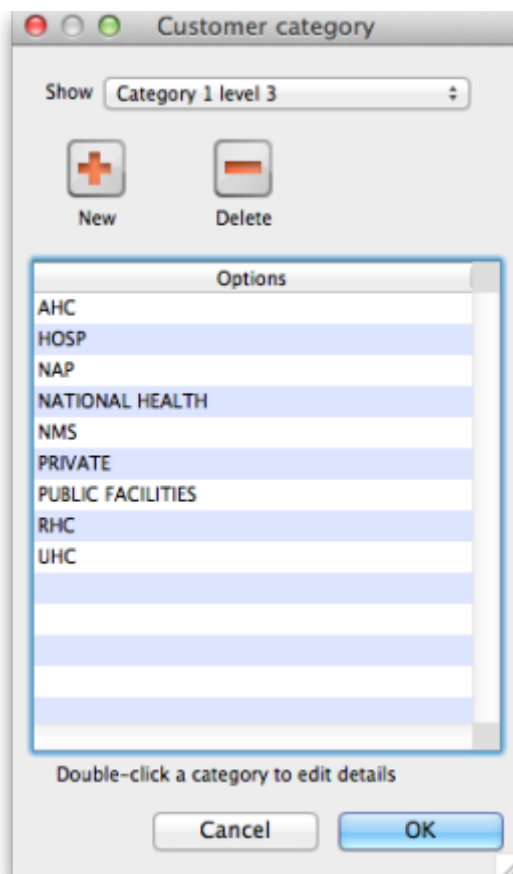 Customer category
Show Category 1 level 3
New Delete
Options
AHC
HOSP
NAP
NATIONAL HEALTH
NMS
PRIVATE
PUBLIC FACILITIES
RHC
UHC
Double-click a category to edit details
Cancel OK